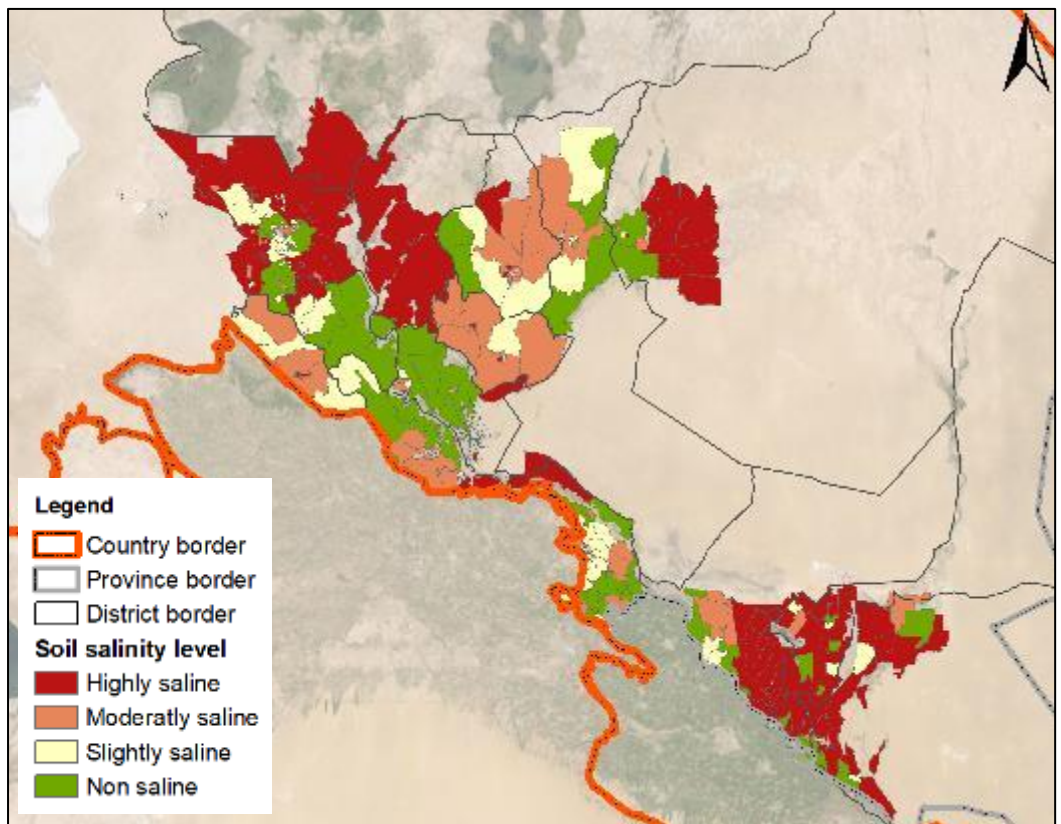 Legend
Country border
Province border
District border
Soil salinity level
Highly saline
Moderatly saline
Slightly saline
Non saline